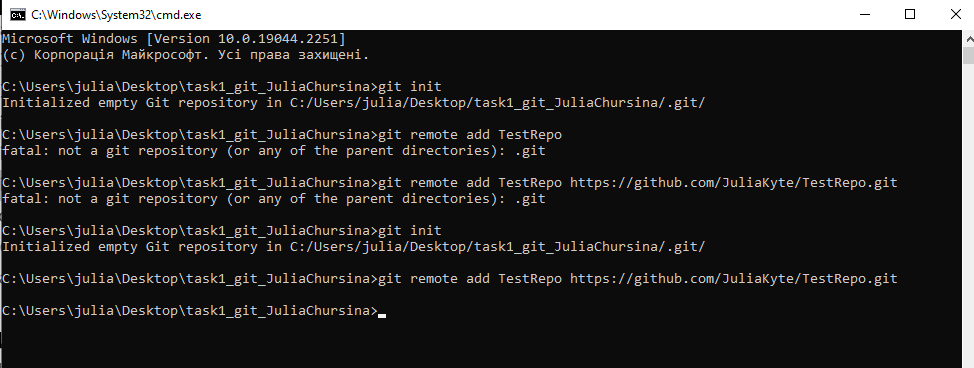 C:\Windows\System32\cmd.exe
Microsoft Windows [Version 10.0.19044.2251]
(c) Корпорація Майкрософт. Усі права захищені.
C:\Users\julia\Desktop\task1_git_JuliaChursina>git init
Initialized empty Git repository in C:/Users/julia/Desktop/task1_git_JuliaChursina/.git/
C:\Users\julia\Desktop\task1_git_JuliaChursina>git remote add TestRepo
fatal: not a git repository (or any of the parent directories): .git
C:\Users\julia\Desktop\task1_git_JuliaChursina>git remote add TestRepo https://github.com/JuliaKyte/TestRepo.git
fatal: not a git repository (or any of the parent directories): .git
C:\Users\julia\Desktop\task1_git_JuliaChursina>git init
Initialized empty Git repository in C:/Users/julia/Desktop/task1_git_JuliaChursina/.git/
C:\Users\julia\Desktop\task1_git_JuliaChursina>git remote add TestRepo https://github.com/JuliaKyte/TestRepo.git
C:\Users\julia\Desktop\task1_git_JuliaChursina>